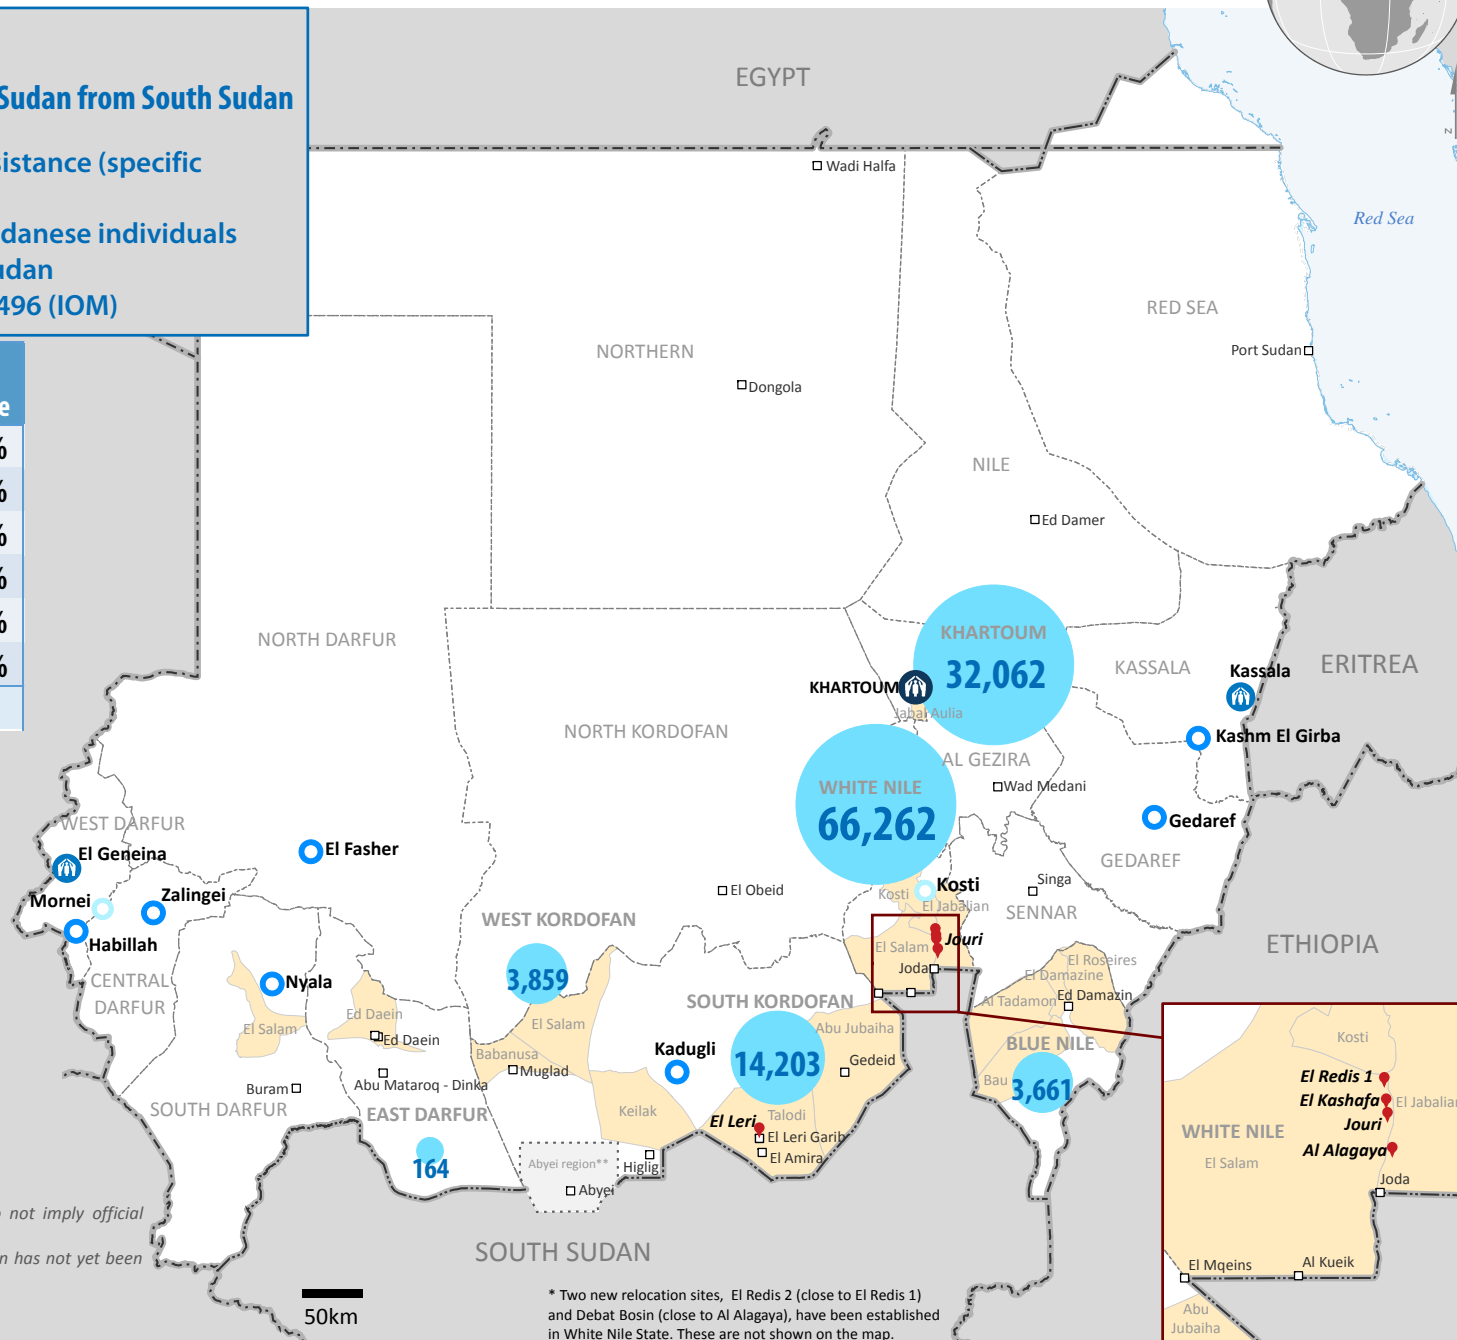 Sudan from South Sudan
sistance (specific
danese individuals
udan
496 (IOM)
e
%
%
%
%
%
%
EGYPT
Wadi Halfa
Red Sea
N
RED SEA
Port Sudan
NORTHERN
Dongola
NILE
Ed Damer
NORTH DARFUR
KHARTOUM
32,062
KHARTOUM
Jabal Aulia
KASSALA
Kassala
ERITREA
Kashm El Girba
NORTH KORDOFAN
AL GEZIRA
Wad Medani
WHITE NILE
66,262
Gedaref
GEDAREF
WEST DARFUR
El Geneina
El Fasher
Mornei
Zalingei
Habillah
El Obeid
Kosti
Kosti
El Jabalian
Singa
SENNAR
WEST KORDOFAN
3,859
El Salam
Jouri
Joda
ETHIOPIA
CENTRAL
DARFUR
Nyala
El Salam
Ed Daein
Ed Daein
El Salam
SOUTH KORDOFAN
Abu Jubaiha
El Roseires
El Damazine
Al Tadamon
Ed Damazin
BLUE NILE
Bau
3,661
Babanusa
Muglad
Kadugli
14,203
Gedeid
Abu Mataroq - Dinka
Buram
SOUTH DARFUR
EAST DARFUR
164
Keilak
Talodi
El Leri
El Leri Garib
El Amira
Abyei region**
Higlig
Abyei
Kosti
El Redis 1
El Kashafa
El Jabalian
Jouri
WHITE NILE
Al Alagaya
El Salam
Joda
El Mqeins
Al Kueik
Abu
Jubaiha
SOUTH SUDAN
not imply official
n has not yet been
50km
* Two new relocation sites, El Redis 2 (close to El Redis 1)
and Debat Bosin (close to Al Alagaya), have been established
in White Nile State. These are not shown on the map.